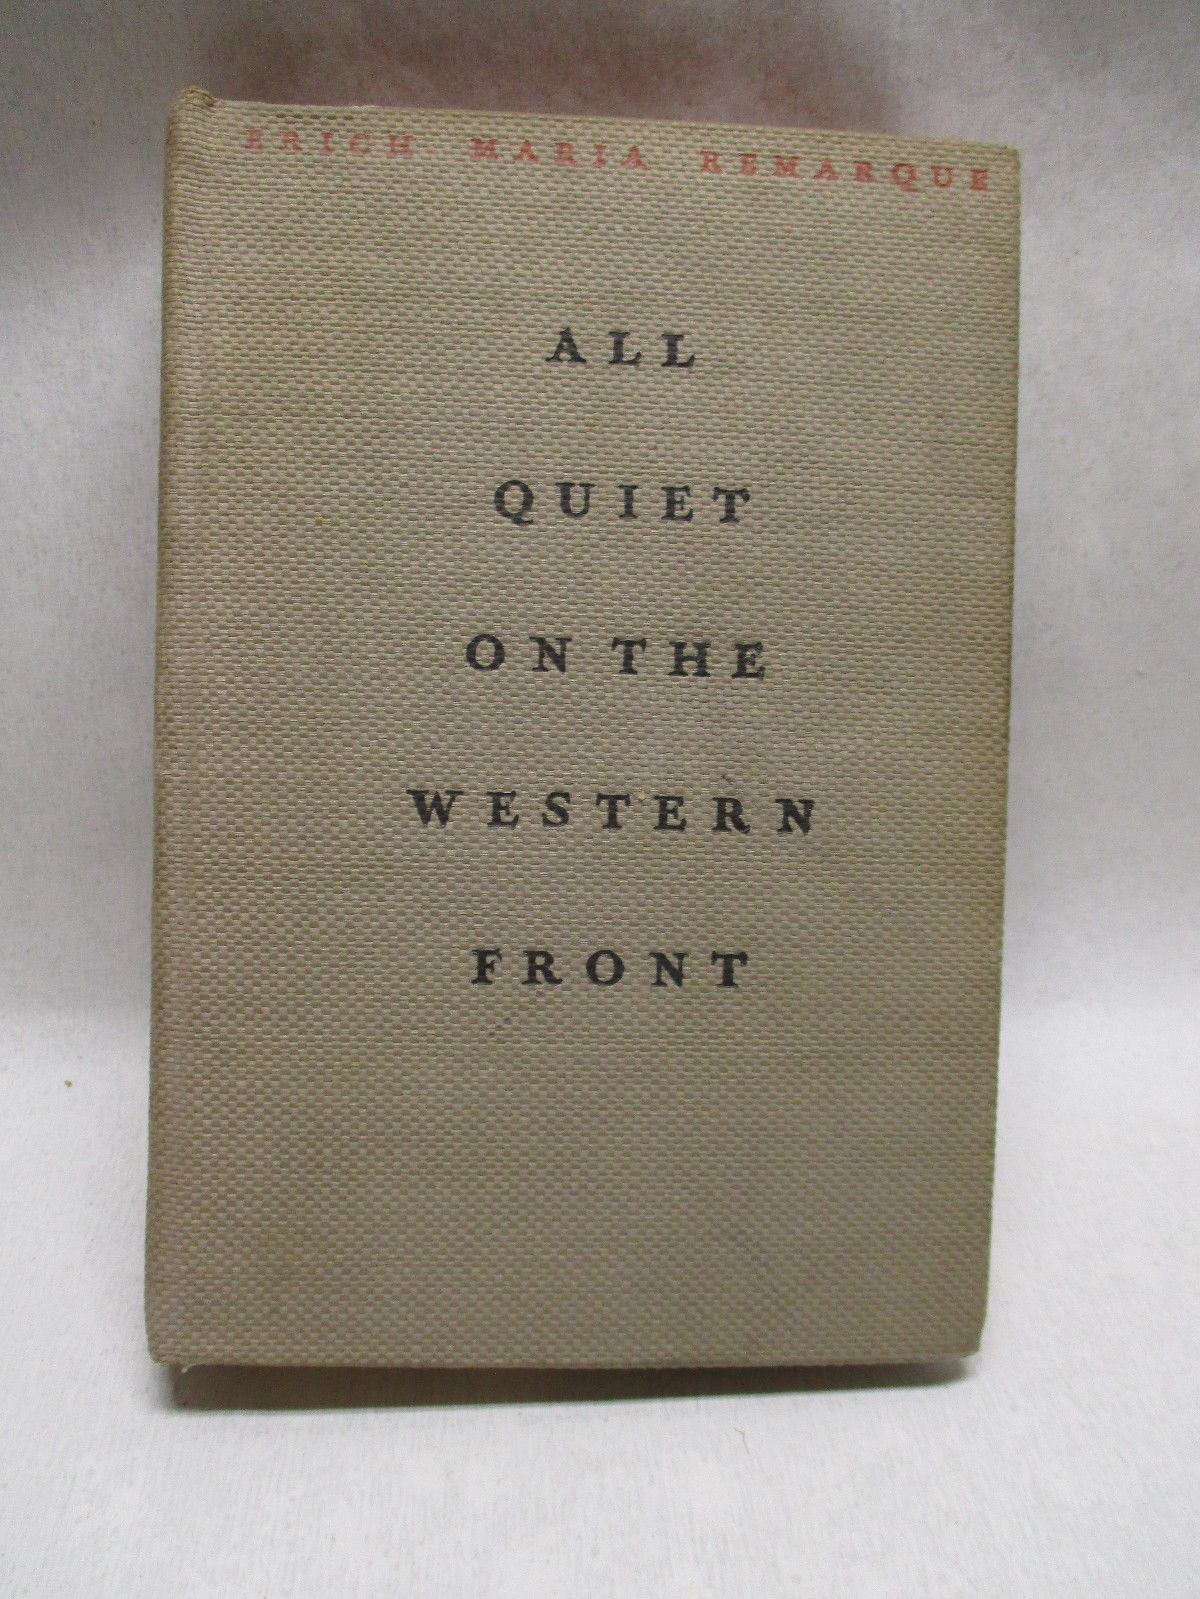 ERICH MARIA REMARQUE
ALL
QUIET
ON THE
WESTERN
FRONT